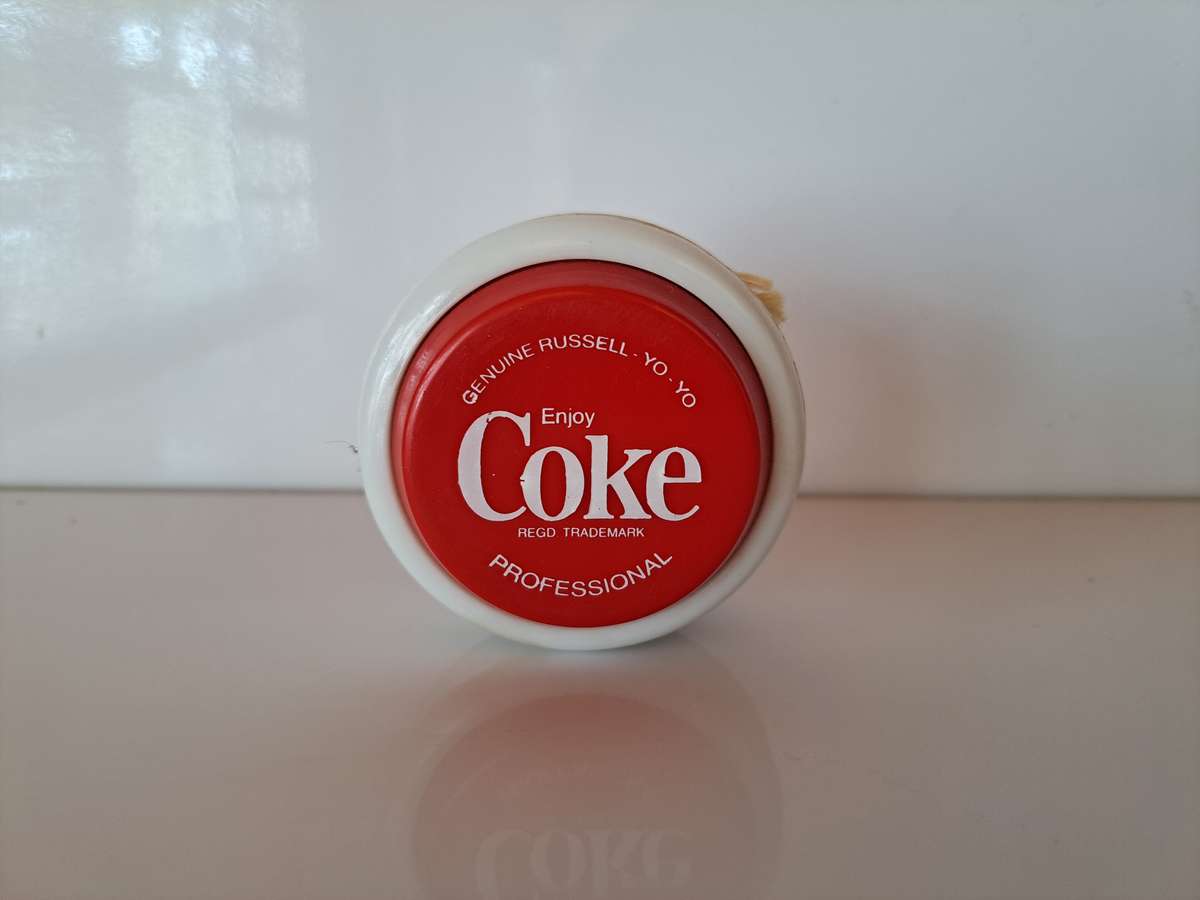 GENUINE RUSSELL - YO - YO
Enjoy
Coke
REGD TRADEMARK
PROFESSIONAL